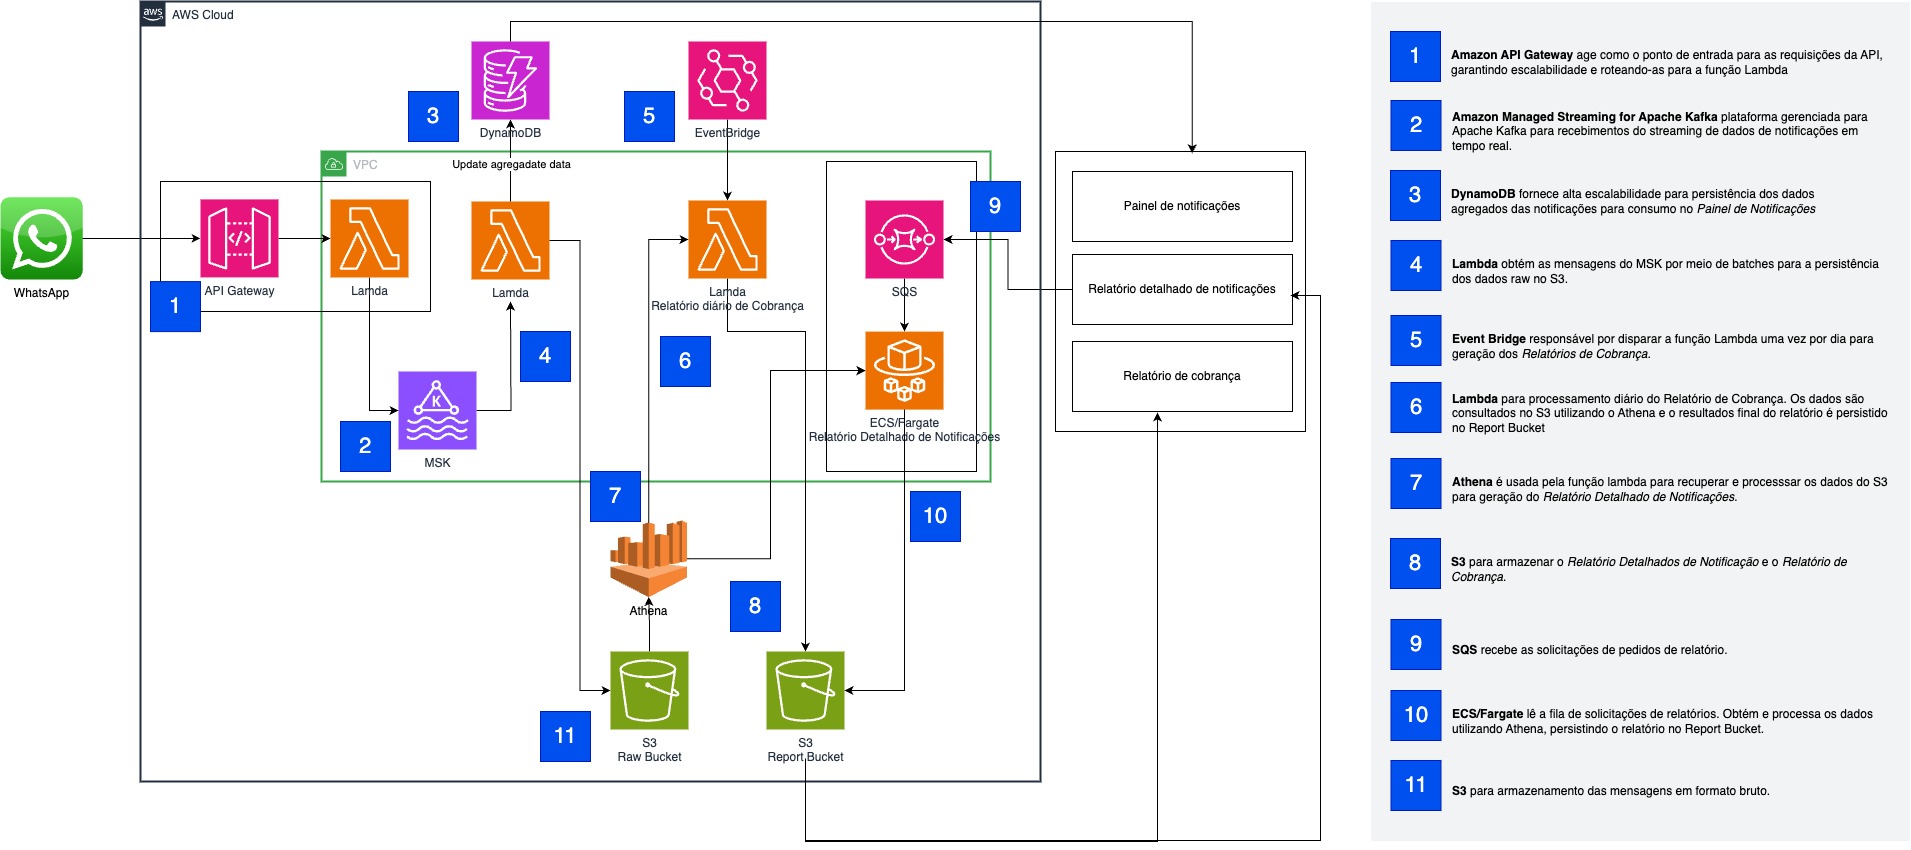 aws
AWS Cloud
DynamoDB
EventBridge
3
5
VPC
Update agregadate data
WhatsApp
API Gateway
1
Lamda
Lamda
Lamda
Relatório diário de Cobrança
SQS
9
Painel de notificações
Relatório detalhado de notificações
Relatório de cobrança
4
6
K
2
MSK
ECS/Fargate
Relatório Detalhado de Notificações
7
10
Athena
8
11
S3
Raw Bucket
S3
Report Bucket
1
Amazon API Gateway age como o ponto de entrada para as requisições da API,
garantindo escalabilidade e roteando-as para a função Lambda
2
Amazon Managed Streaming for Apache Kafka plataforma gerenciada para
Apache Kafka para recebimentos do streaming de dados de notificações em
tempo real.
3
DynamoDB fornece alta escalabilidade para persistência dos dados
agregados das notificações para consumo no Painel de Notificações
4
Lambda obtém as mensagens do MSK por meio de batches para a persistência
dos dados raw no S3.
5
Event Bridge responsável por disparar a função Lambda uma vez por dia para
geração dos Relatórios de Cobrança.
6
Lambda para processamento diário do Relatório de Cobrança. Os dados são
consultados no S3 utilizando o Athena e o resultados final do relatório é persistido
no Report Bucket
7
Athena é usada pela função lambda para recuperar e processsar os dados do S3
para geração do Relatório Detalhado de Notificações.
8
S3 para armazenar o Relatório Detalhados de Notificação e o Relatório de
Cobrança.
9
SQS recebe as solicitações de pedidos de relatório.
10
ECS/Fargate lê a fila de solicitações de relatórios. Obtém e processa os dados
utilizando Athena, persistindo o relatório no Report Bucket.
11
S3 para armazenamento das mensagens em formato bruto.